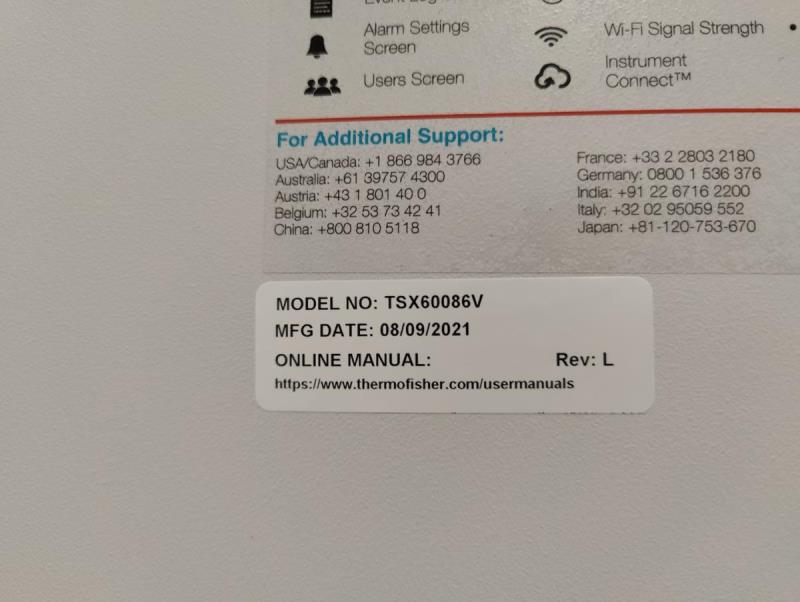 Alarm Settings
Screen
Users Screen
Wi-Fi Signal Strength
Instrument
Connect™
For Additional Support:
USA/Canada: +1 866 984 3766
Australia: +61 39757 4300
Austria: +43 1 801 40 0
Belgium: +32 53 73 42 41
China: +800 810 5118
France: +33 2 2803 2180
Germany: 0800 1 536 376
India: +91 22 6716 2200
Italy: +32 02 95059 552
Japan: +81-120-753-670
MODEL NO: TSX60086V
MFG DATE: 08/09/2021
ONLINE MANUAL: Rev: L
https://www.thermofisher.com/usermanuals